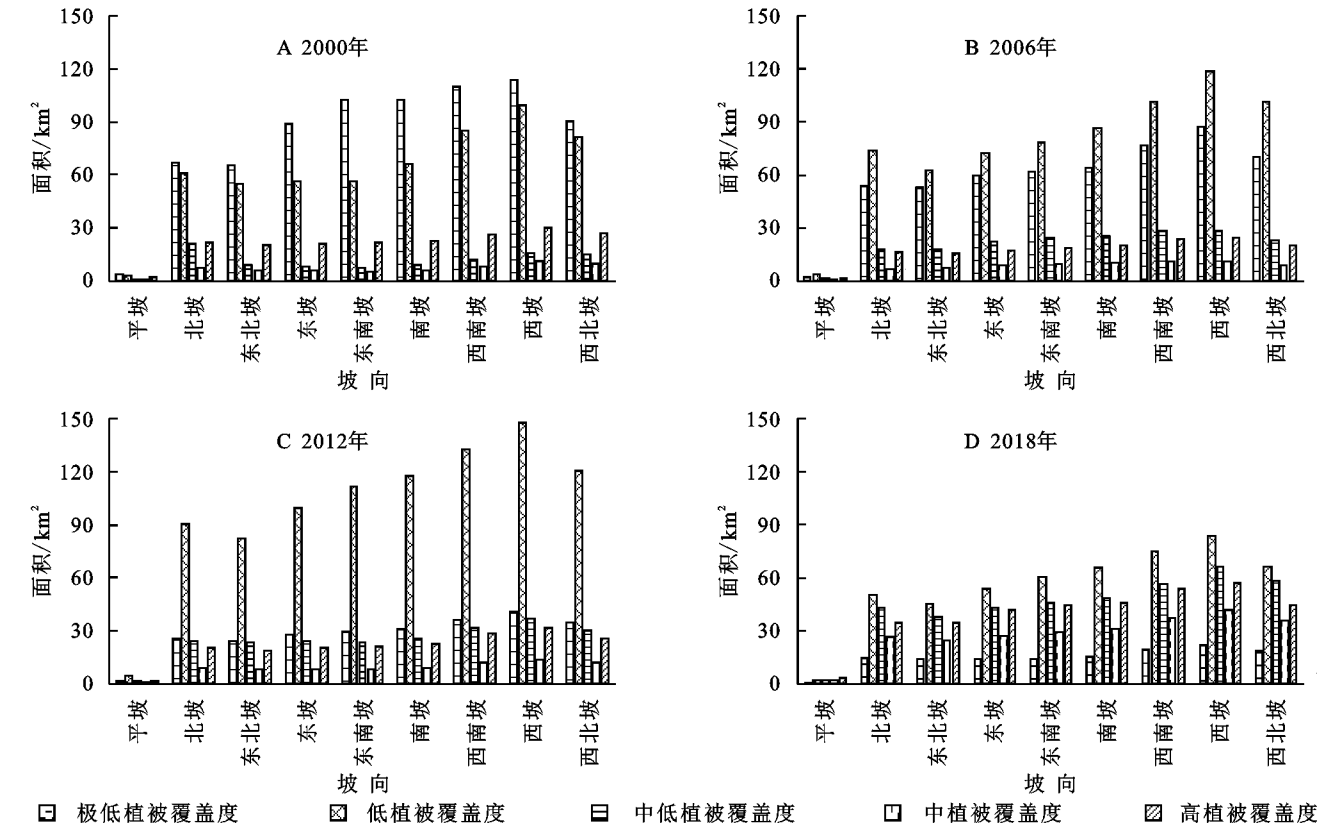 A 2000年
150
120
90
60
30
0
面积/km²
平坡
北坡
东北坡
东坡
东南坡
南坡
西南坡
西坡
西北坡
坡 向
B 2006年
150
120
90
60
30
0
面积/km²
平坡
北坡
东北坡
东坡
东南坡
南坡
西南坡
西坡
西北坡
坡 向
C 2012年
150
120
90
60
30
0
面积/km²
平坡
北坡
东北坡
东坡
东南坡
南坡
西南坡
西坡
西北坡
坡 向
D 2018年
150
120
90
60
30
0
面积/km²
平坡
北坡
东北坡
东坡
东南坡
南坡
西南坡
西坡
西北坡
坡 向
极低植被覆盖度 低植被覆盖度 中低植被覆盖度 中植被覆盖度 高植被覆盖度